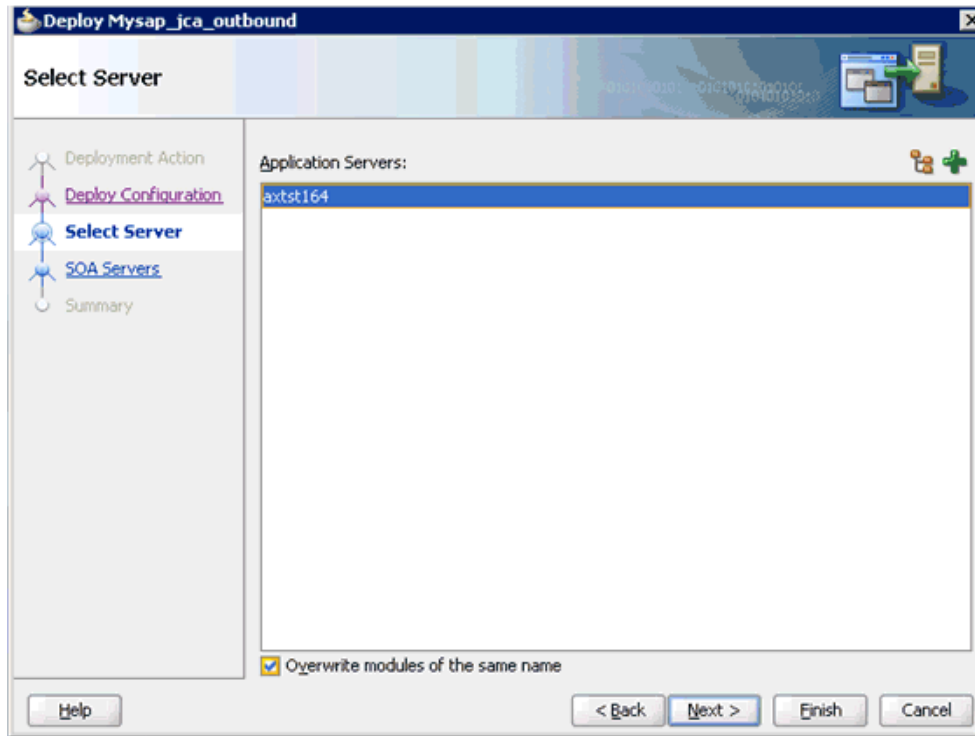 Deploy Mysap_jca_outbound
Select Server
Deployment Action
Deploy Configuration
Select Server
SOA Servers
Summary
Application Servers:
axtst164
Overwrite modules of the same name
Help
< Back
Next >
Finish
Cancel